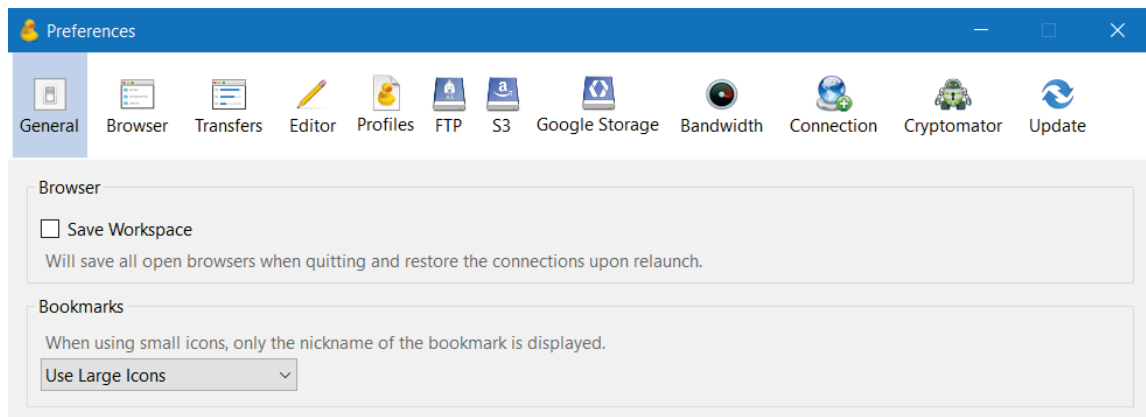 Preferences
General Browser Transfers Editor Profiles FTP S3 Google Storage Bandwidth Connection Cryptomator Update
Browser
Save Workspace
Will save all open browsers when quitting and restore the connections upon relaunch.
Bookmarks
When using small icons, only the nickname of the bookmark is displayed.
Use Large Icons